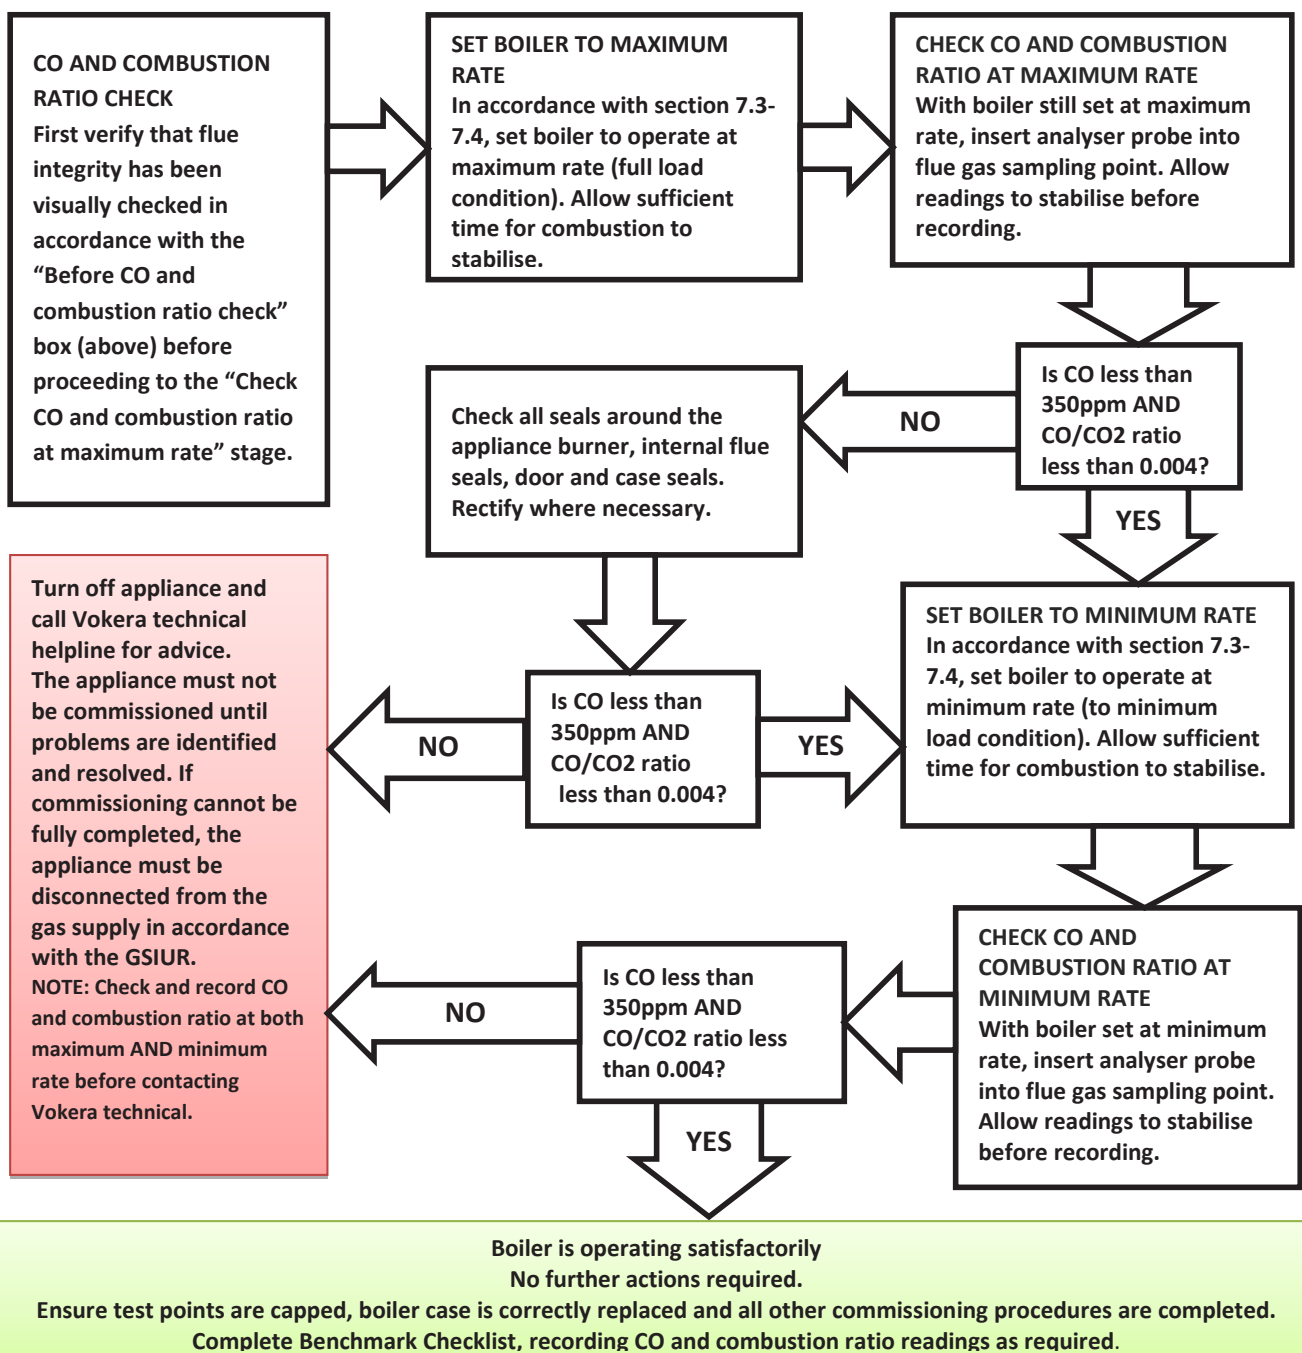 CO AND COMBUSTION
RATIO CHECK
First verify that flue
integrity has been
visually checked in
accordance with the
“Before CO and
combustion ratio check”
box (above) before
proceeding to the “Check
CO and combustion ratio
at maximum rate” stage.
SET BOILER TO MAXIMUM
RATE
In accordance with section 7.3-
7.4, set boiler to operate at
maximum rate (full load
condition). Allow sufficient
time for combustion to
stabilise.
CHECK CO AND COMBUSTION
RATIO AT MAXIMUM RATE
With boiler still set at maximum
rate, insert analyser probe into
flue gas sampling point. Allow
readings to stabilise before
recording.
Is CO less than
350ppm AND
CO/CO2 ratio
less than 0.004?
NO
YES
Check all seals around the
appliance burner, internal flue
seals, door and case seals.
Rectify where necessary.
Is CO less than
350ppm AND
CO/CO2 ratio
less than 0.004?
NO
YES
Turn off appliance and
call Vokera technical
helpline for advice.
The appliance must not
be commissioned until
problems are identified
and resolved. If
commissioning cannot be
fully completed, the
appliance must be
disconnected from the
gas supply in accordance
with the GSIUR.
NOTE: Check and record CO
and combustion ratio at both
maximum AND minimum
rate before contacting
Vokera technical.
SET BOILER TO MINIMUM RATE
In accordance with section 7.3-
7.4, set boiler to operate at
minimum rate (to minimum
load condition). Allow sufficient
time for combustion to stabilise.
CHECK CO AND
COMBUSTION RATIO AT
MINIMUM RATE
With boiler set at minimum
rate, insert analyser probe
into flue gas sampling point.
Allow readings to stabilise
before recording.
Is CO less than
350ppm AND
CO/CO2 ratio less
than 0.004?
NO
YES
Boiler is operating satisfactorily
No further actions required.
Ensure test points are capped, boiler case is correctly replaced and all other commissioning procedures are completed.
Complete Benchmark Checklist, recording CO and combustion ratio readings as required.